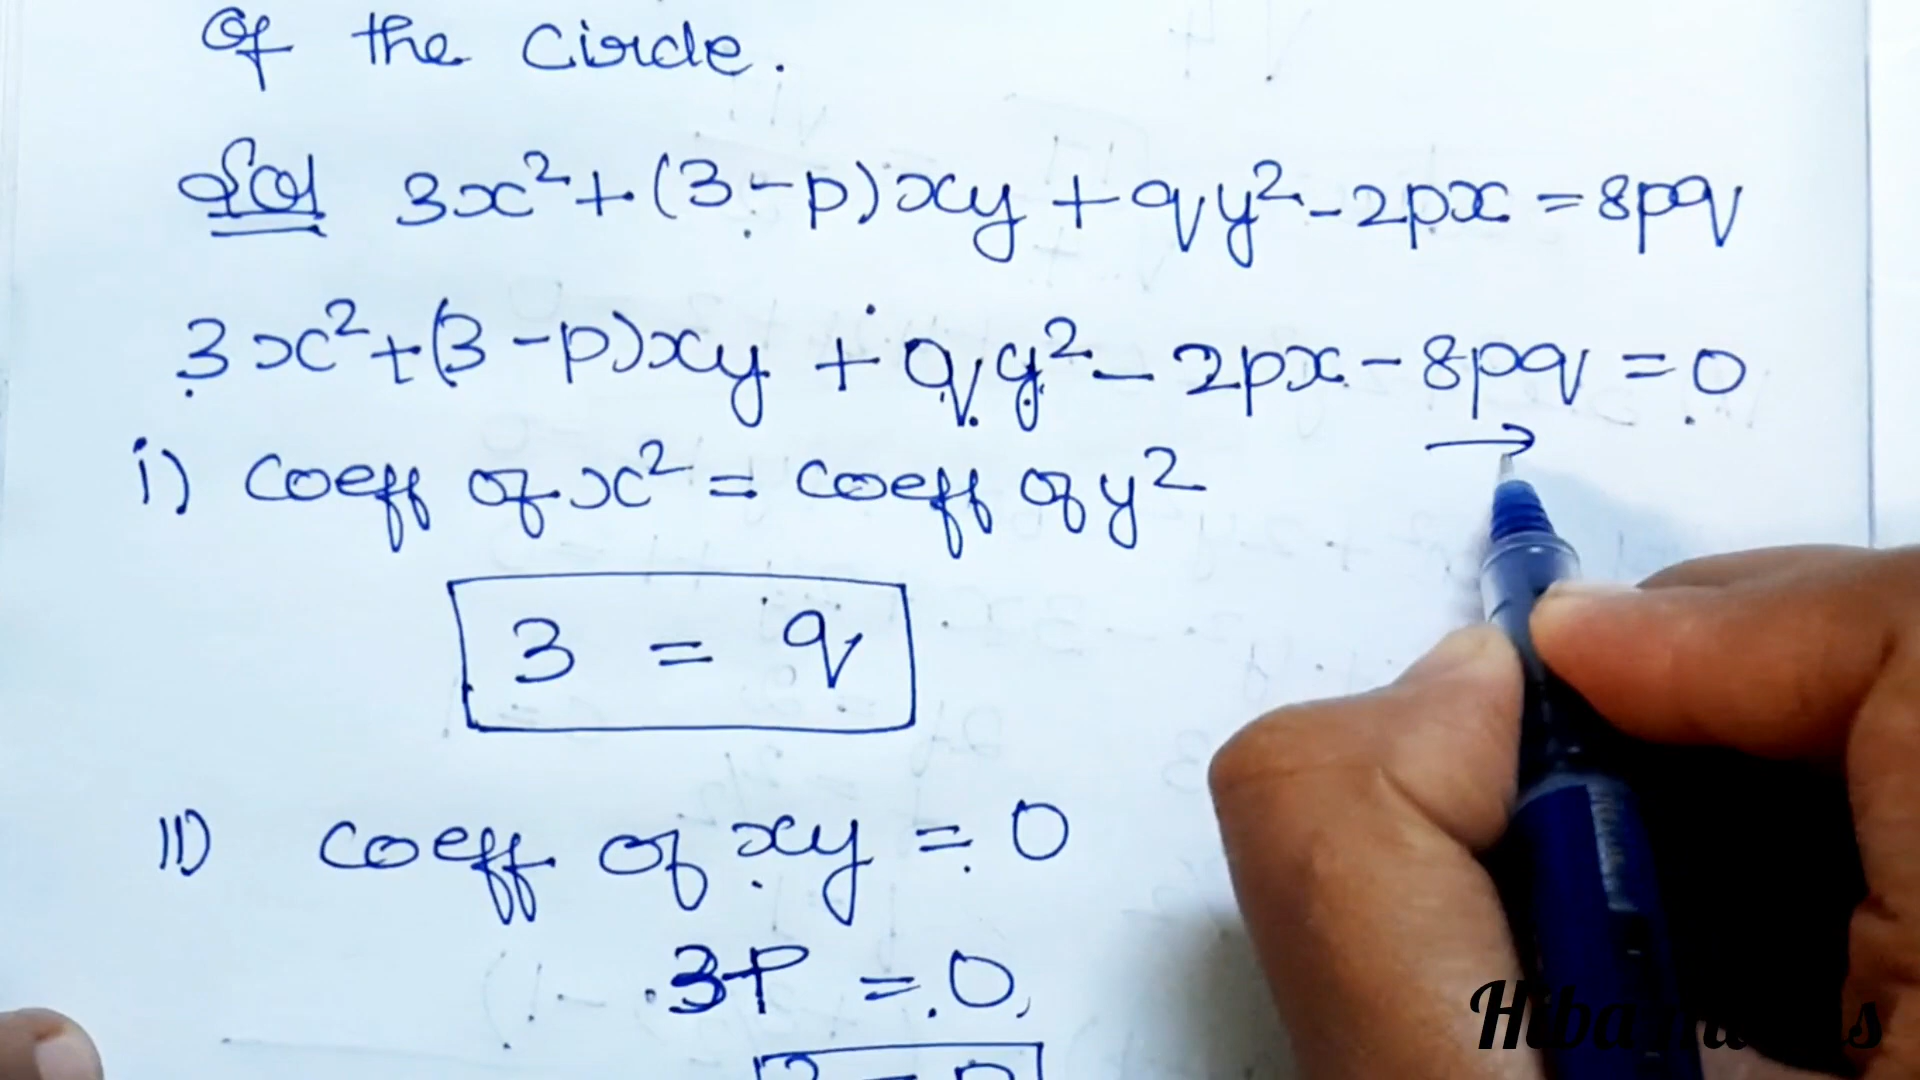 Of the Circle.
Sol 3x²+(3-p)xy+qy²-2px=8pq
3x²+(3-p)xy+qy²-2px-8pq=0
i) Coeff of x² = Coeff of y²
3 = q
II) Coeff of xy = 0
3-P = 0